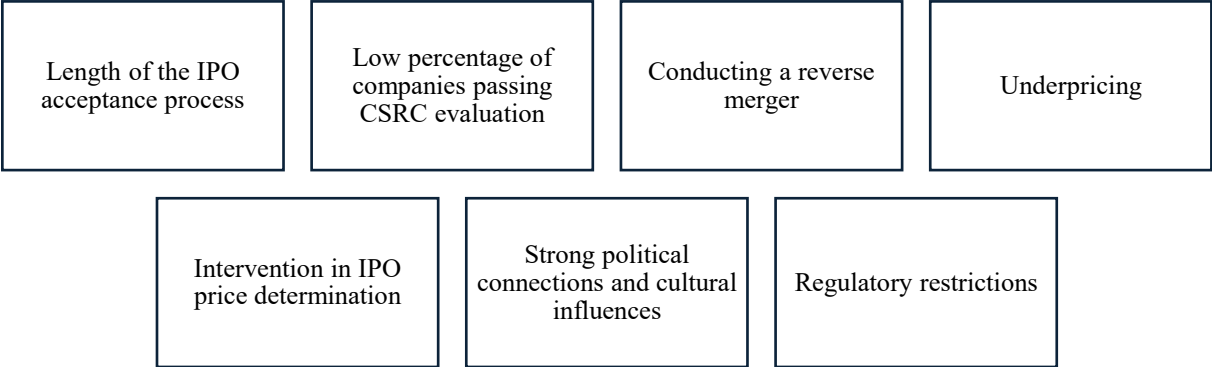 Length of the IPO
acceptance process
Low percentage of
companies passing
CSRC evaluation
Conducting a reverse
merger
Underpricing
Intervention in IPO
price determination
Strong political
connections and cultural
influences
Regulatory restrictions